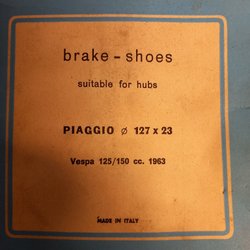 brake - shoes
suitable for hubs
PIAGGIO ø 127 x 23
Vespa 125/150 cc. 1963
MADE IN ITALY